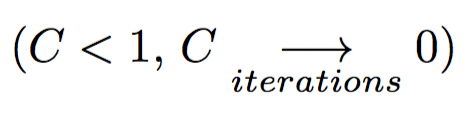 (C < 1, C ⟶ 0)
iterations